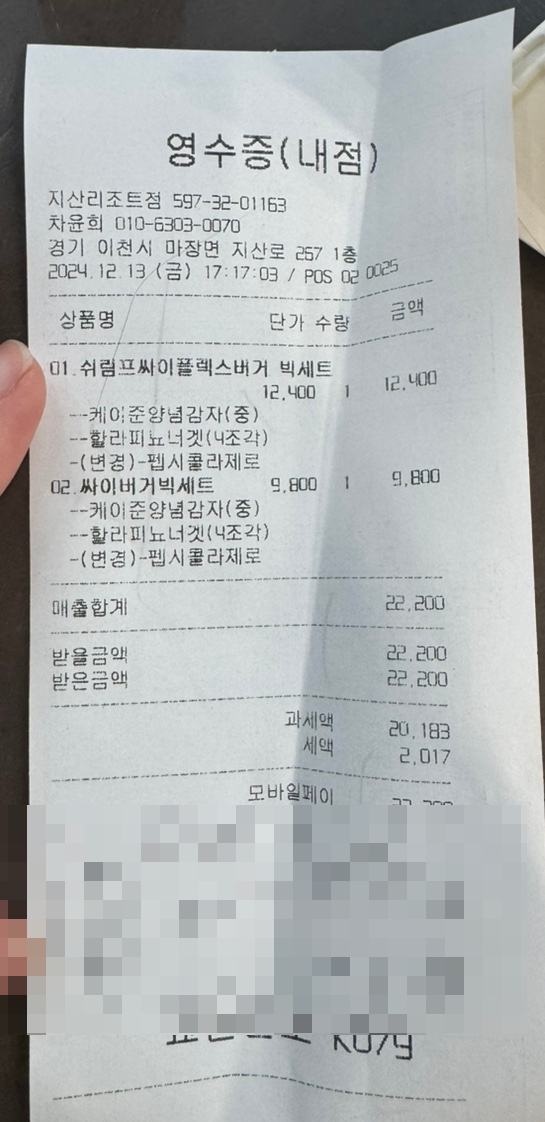 영수증(내점)
지산리조트점 597-32-01163
차윤희 010-6303-0070
경기 이천시 마장면 지산로 267 1층
2024.12.13 (금) 17:17:03 / POS 02 0025
상품명 단가 수량 금액
01.쉬림프싸이플렉스버거 빅세트
12,400 1 12,400
--케이준양념감자(중)
--할라피뇨너겟(4조각)
-(변경)-펩시콜라제로
02.싸이버거빅세트 9,800 1 9,800
--케이준양념감자(중)
--할라피뇨너겟(4조각)
-(변경)-펩시콜라제로
매출합계 22,200
받을금액 22,200
받은금액 22,200
과세액 20,183
세액 2,017
모바일페이